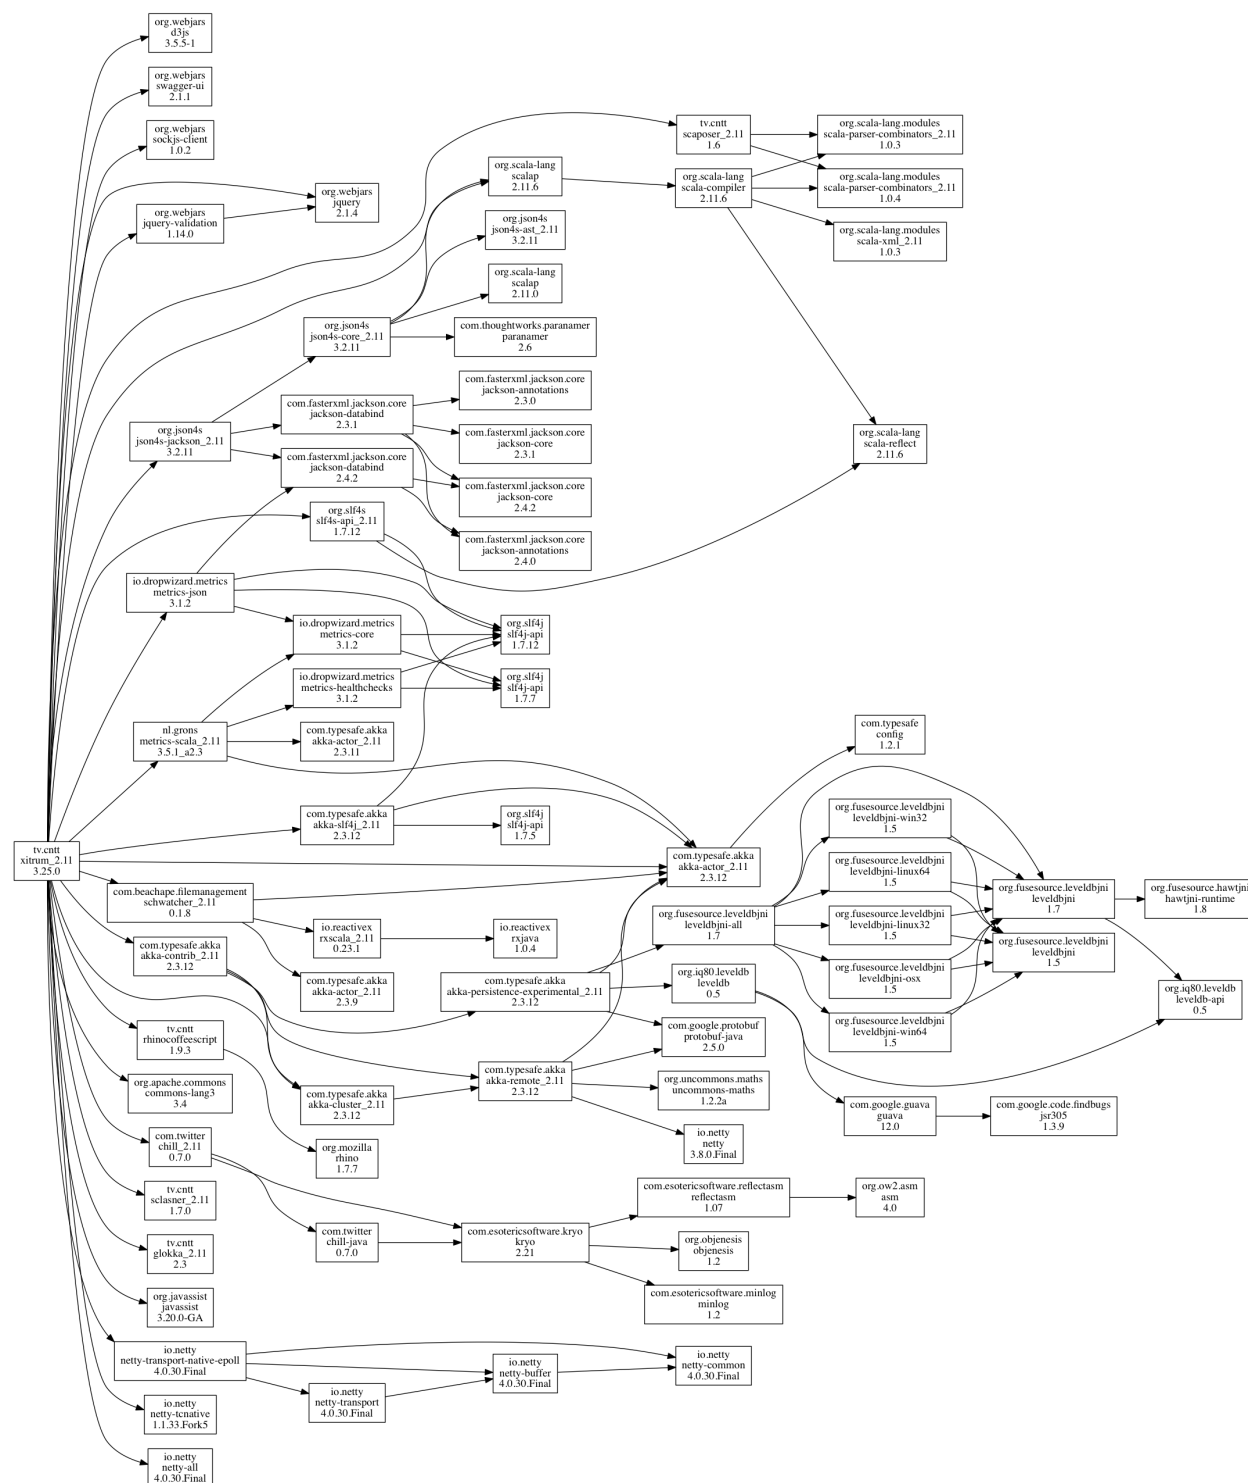 org.webjars
d3js
3.5.5-1
org.webjars
swagger-ui
2.1.1
org.webjars
sockjs-client
1.0.2
org.webjars
jquery
2.1.4
org.webjars
jquery-validation
1.14.0
tv.cntt
scaposer_2.11
1.6
org.scala-lang.modules
scala-parser-combinators_2.11
1.0.3
org.scala-lang
scalap
2.11.6
org.scala-lang
scala-compiler
2.11.6
org.scala-lang.modules
scala-parser-combinators_2.11
1.0.4
org.json4s
json4s-ast_2.11
3.2.11
org.scala-lang.modules
scala-xml_2.11
1.0.3
org.scala-lang
scalap
2.11.0
org.json4s
json4s-core_2.11
3.2.11
com.thoughtworks.paranamer
paranamer
2.6
com.fasterxml.jackson.core
jackson-annotations
2.3.0
com.fasterxml.jackson.core
jackson-databind
2.3.1
org.json4s
json4s-jackson_2.11
3.2.11
com.fasterxml.jackson.core
jackson-core
2.3.1
org.scala-lang
scala-reflect
2.11.6
com.fasterxml.jackson.core
jackson-databind
2.4.2
com.fasterxml.jackson.core
jackson-core
2.4.2
org.slf4s
slf4s-api_2.11
1.7.12
com.fasterxml.jackson.core
jackson-annotations
2.4.0
io.dropwizard.metrics
metrics-json
3.1.2
io.dropwizard.metrics
metrics-core
3.1.2
org.slf4j
slf4j-api
1.7.12
io.dropwizard.metrics
metrics-healthchecks
3.1.2
org.slf4j
slf4j-api
1.7.7
nl.grons
metrics-scala_2.11
3.5.1_a2.3
com.typesafe.akka
akka-actor_2.11
2.3.11
com.typesafe
config
1.2.1
com.typesafe.akka
akka-slf4j_2.11
2.3.12
org.slf4j
slf4j-api
1.7.5
org.fusesource.leveldbjni
leveldbjni-win32
1.5
tv.cntt
xitrum_2.11
3.25.0
com.typesafe.akka
akka-actor_2.11
2.3.12
org.fusesource.leveldbjni
leveldbjni-linux64
1.5
com.beachape.filemanagement
schwatcher_2.11
0.1.8
org.fusesource.leveldbjni
leveldbjni
1.7
org.fusesource.hawtjni
hawtjni-runtime
1.8
io.reactivex
rxscala_2.11
0.23.1
io.reactivex
rxjava
1.0.4
org.fusesource.leveldbjni
leveldbjni-all
1.7
org.fusesource.leveldbjni
leveldbjni-linux32
1.5
com.typesafe.akka
akka-contrib_2.11
2.3.12
org.fusesource.leveldbjni
leveldbjni
1.5
com.typesafe.akka
akka-actor_2.11
2.3.9
com.typesafe.akka
akka-persistence-experimental_2.11
2.3.12
org.iq80.leveldb
leveldb
0.5
org.fusesource.leveldbjni
leveldbjni-osx
1.5
org.iq80.leveldb
leveldb-api
0.5
tv.cntt
rhinocoffeescript
1.9.3
com.google.protobuf
protobuf-java
2.5.0
org.fusesource.leveldbjni
leveldbjni-win64
1.5
org.apache.commons
commons-lang3
3.4
com.typesafe.akka
akka-cluster_2.11
2.3.12
com.typesafe.akka
akka-remote_2.11
2.3.12
org.uncommons.maths
uncommons-maths
1.2.2a
com.google.guava
guava
12.0
com.google.code.findbugs
jsr305
1.3.9
com.twitter
chill_2.11
0.7.0
org.mozilla
rhino
1.7.7
io.netty
netty
3.8.0.Final
tv.cntt
sclasner_2.11
1.7.0
com.esotericsoftware.reflectasm
reflectasm
1.07
org.ow2.asm
asm
4.0
tv.cntt
glokka_2.11
2.3
com.twitter
chill-java
0.7.0
com.esotericsoftware.kryo
kryo
2.21
org.objenesis
objenesis
1.2
org.javassist
javassist
3.20.0-GA
com.esotericsoftware.minlog
minlog
1.2
io.netty
netty-transport-native-epoll
4.0.30.Final
io.netty
netty-buffer
4.0.30.Final
io.netty
netty-common
4.0.30.Final
io.netty
netty-transport
4.0.30.Final
io.netty
netty-tcnative
1.1.33.Fork5
io.netty
netty-all
4.0.30.Final